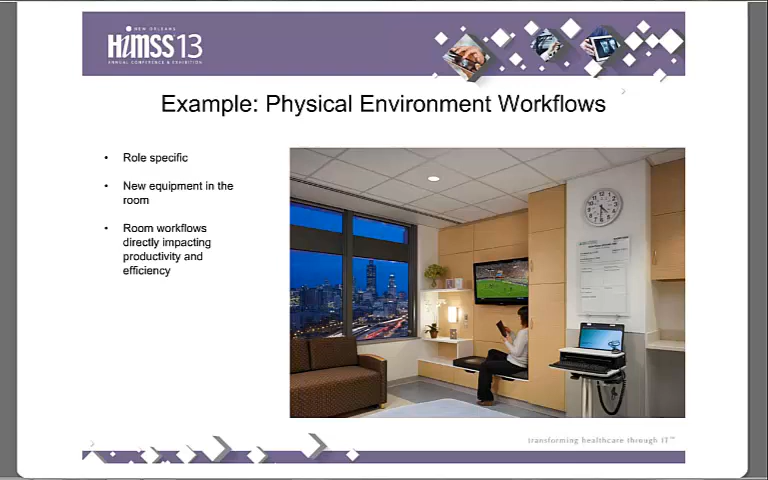 NEW ORLEANS
HiMSS13
ANNUAL CONFERENCE & EXHIBITION
Example: Physical Environment Workflows
• Role specific
• New equipment in the
room
• Room workflows
directly impacting
productivity and
efficiency
transforming healthcare through IT™